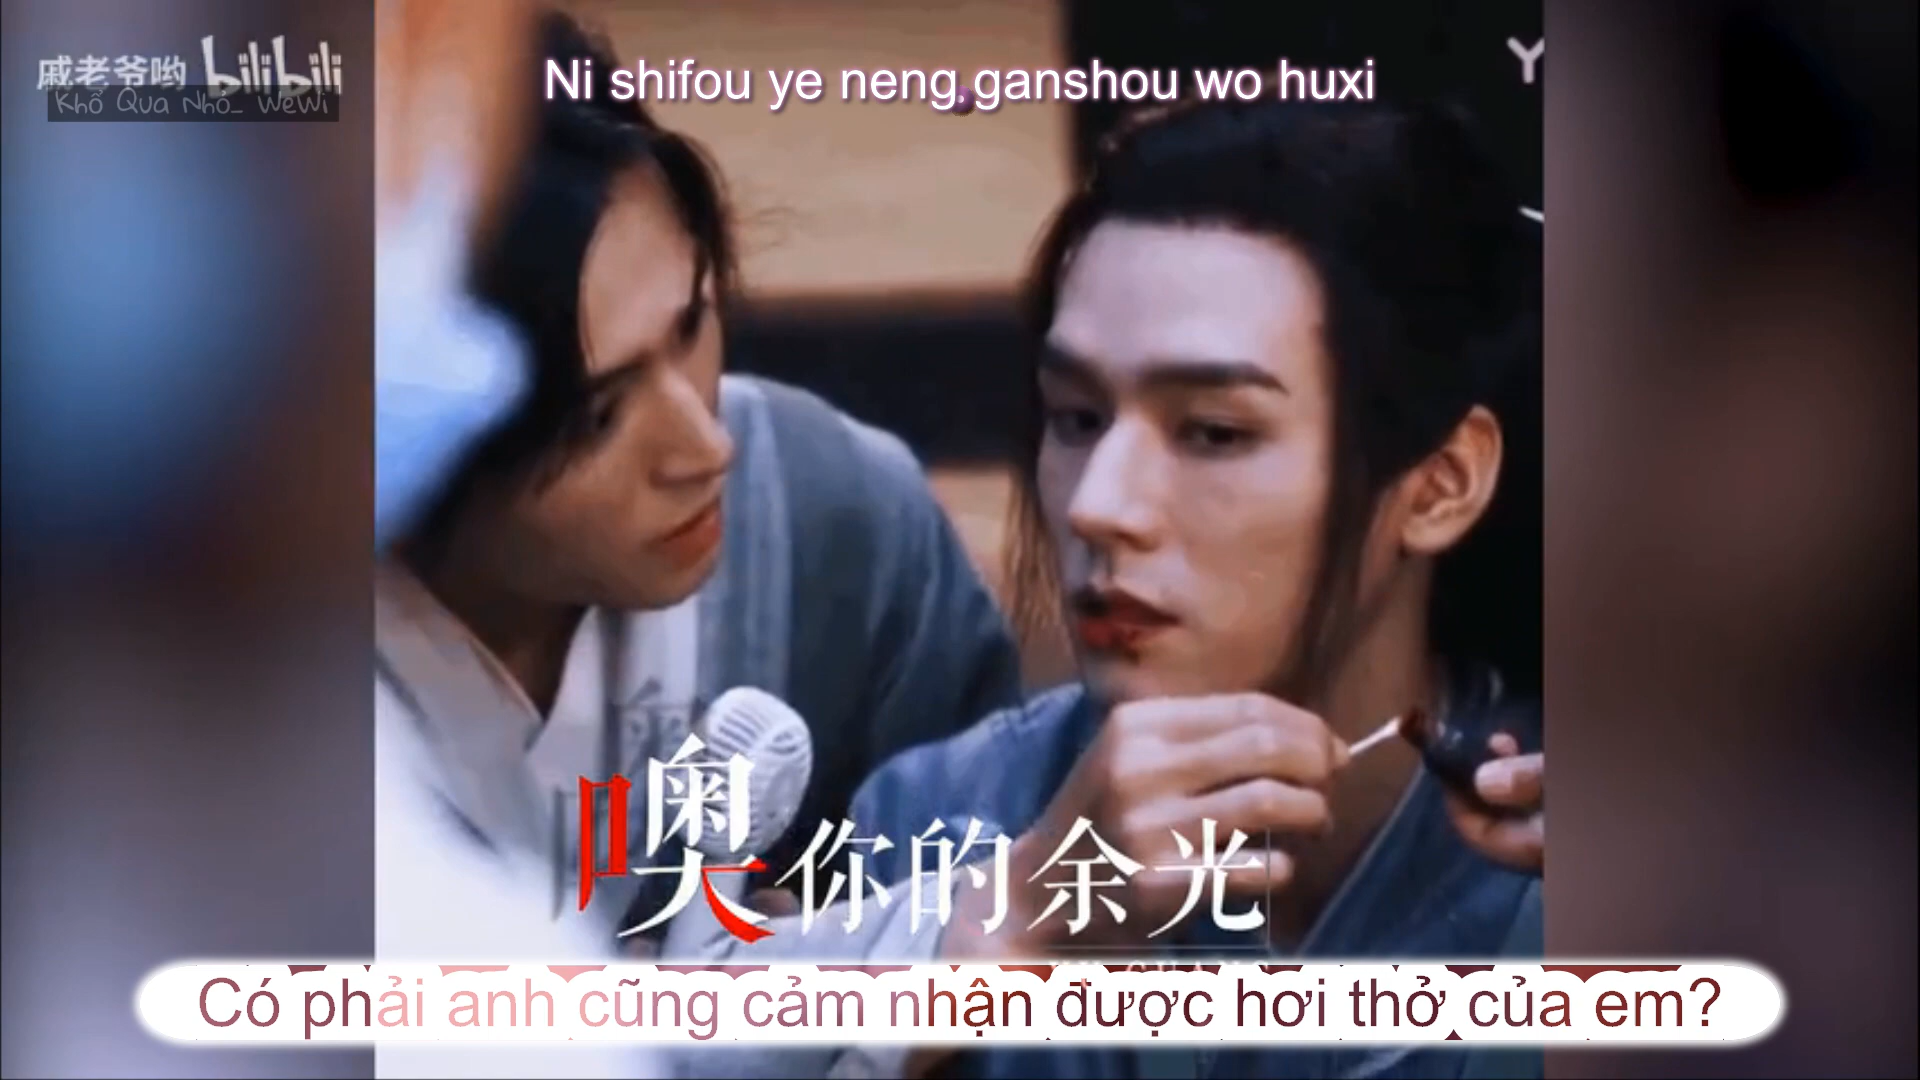 戚老爷哟 bilibili
Khổ Qua Nhỏ_ WeWi
Ni shifou ye neng ganshou wo huxi
Y
噢你的余光
Có phải anh cũng cảm nhận được hơi thở của em?